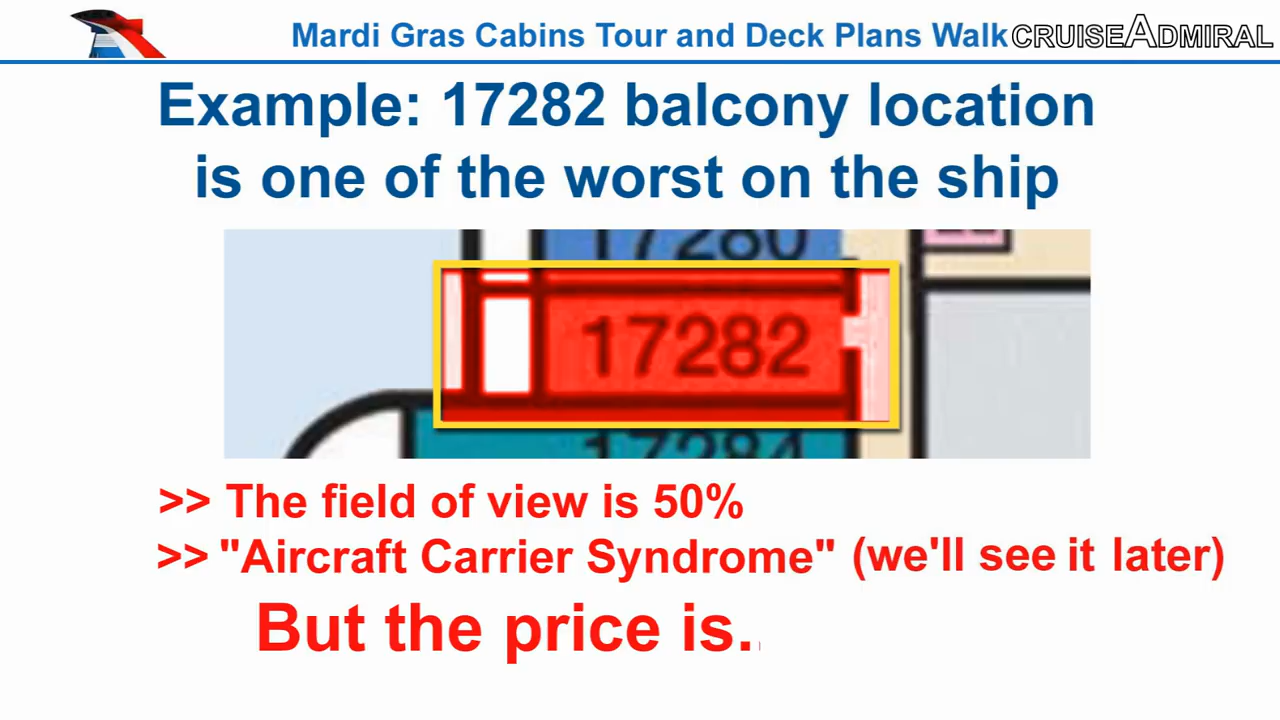 Mardi Gras Cabins Tour and Deck Plans Walk
CRUISEADMIRAL
Example: 17282 balcony location
is one of the worst on the ship
17280
17282
17284
>> The field of view is 50%
>> "Aircraft Carrier Syndrome" (we'll see it later)
But the price is..